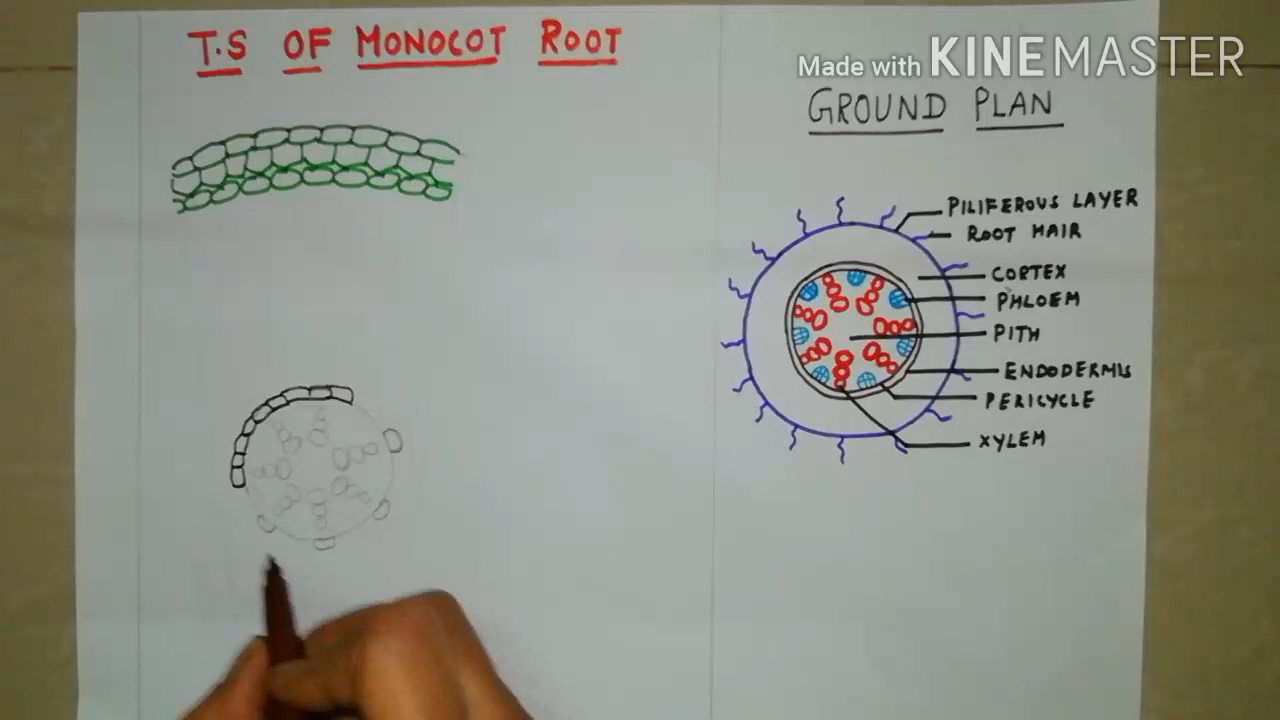 T.S OF MONOCOT ROOT
Made with KINEMASTER
GROUND PLAN
PILIFEROUS LAYER
ROOT HAIR
CORTEX
PHLOEM
PITH
ENDODERMIS
PERICYCLE
XYLEM